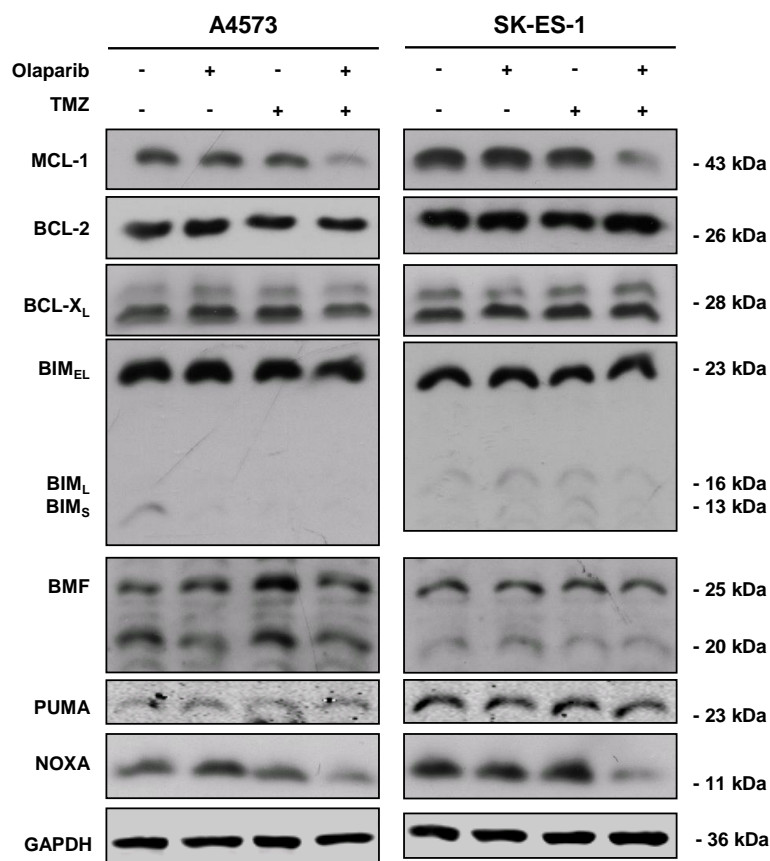 A4573 SK-ES-1
Olaparib - + - + - + - +
TMZ - - + + - - + +
MCL-1 - 43 kDa
BCL-2 - 26 kDa
BCL-XL - 28 kDa
BIMEL - 23 kDa
BIML - 16 kDa
BIMS - 13 kDa
BMF - 25 kDa
- 20 kDa
PUMA - 23 kDa
NOXA - 11 kDa
GAPDH - 36 kDa